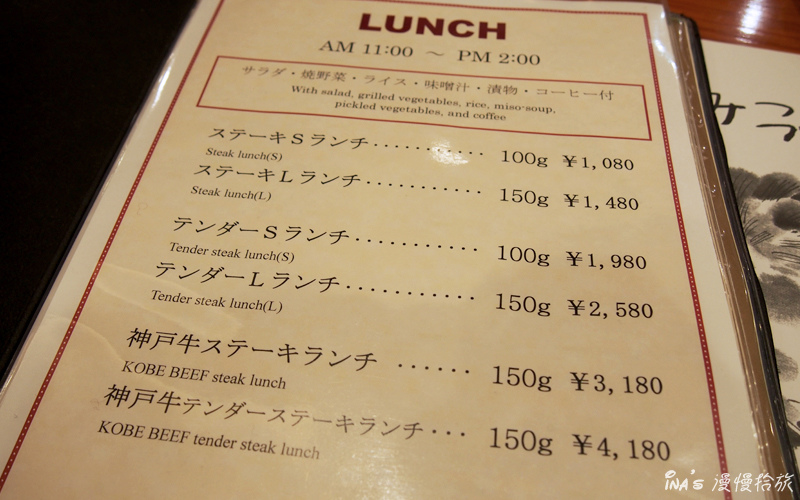 LUNCH
AM 11:00 ～ PM 2:00
サラダ・焼野菜・ライス・味噌汁・漬物・コーヒー付
With salad, grilled vegetables, rice, miso-soup,
pickled vegetables, and coffee
ステーキSランチ············ 100g ￥1,080
Steak lunch(S)
ステーキLランチ············ 150g ￥1,480
Steak lunch(L)
テンダーSランチ············ 100g ￥1,980
Tender steak lunch(S)
テンダーLランチ············ 150g ￥2,580
Tender steak lunch(L)
神戸牛ステーキランチ ······ 150g ￥3,180
KOBE BEEF steak lunch
神戸牛テンダーステーキランチ··· 150g ￥4,180
KOBE BEEF tender steak lunch
みつ
iNA's 漫慢拾旅